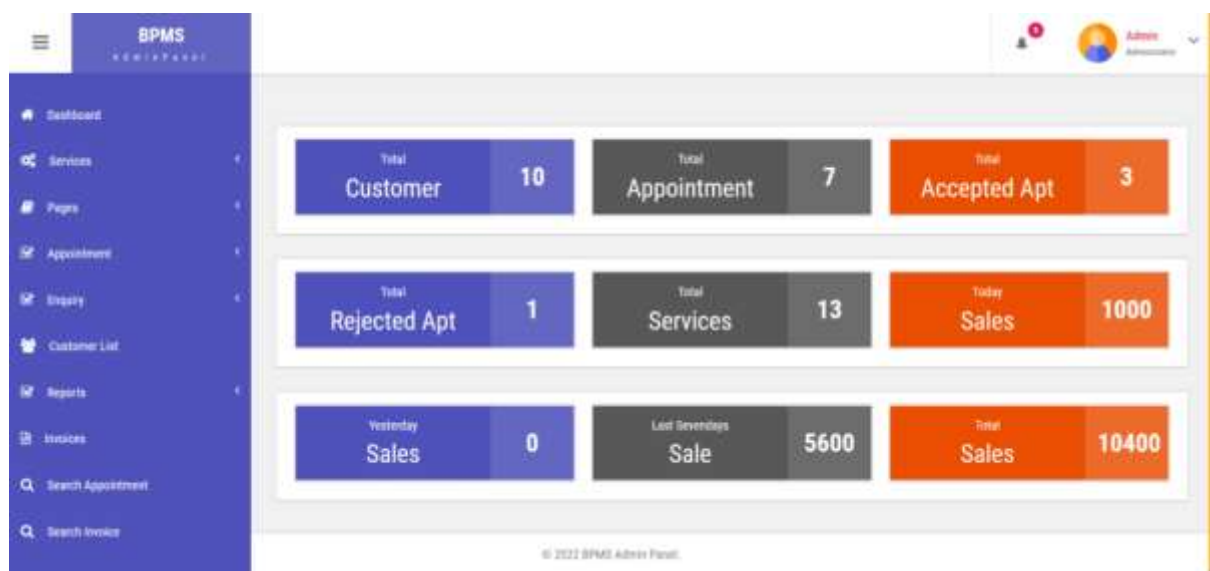 BPMS
AdminPanel
Admin
Administrator
Dashboard
Services
Pages
Appointment
Enquiry
Customer List
Reports
Invoices
Search Appointment
Search Invoice
Total
Customer
10
Total
Appointment
7
Total
Accepted Apt
3
Total
Rejected Apt
1
Total
Services
13
Today
Sales
1000
Yesterday
Sales
0
Last Sevendays
Sale
5600
Total
Sales
10400
© 2022 BPMS Admin Panel.